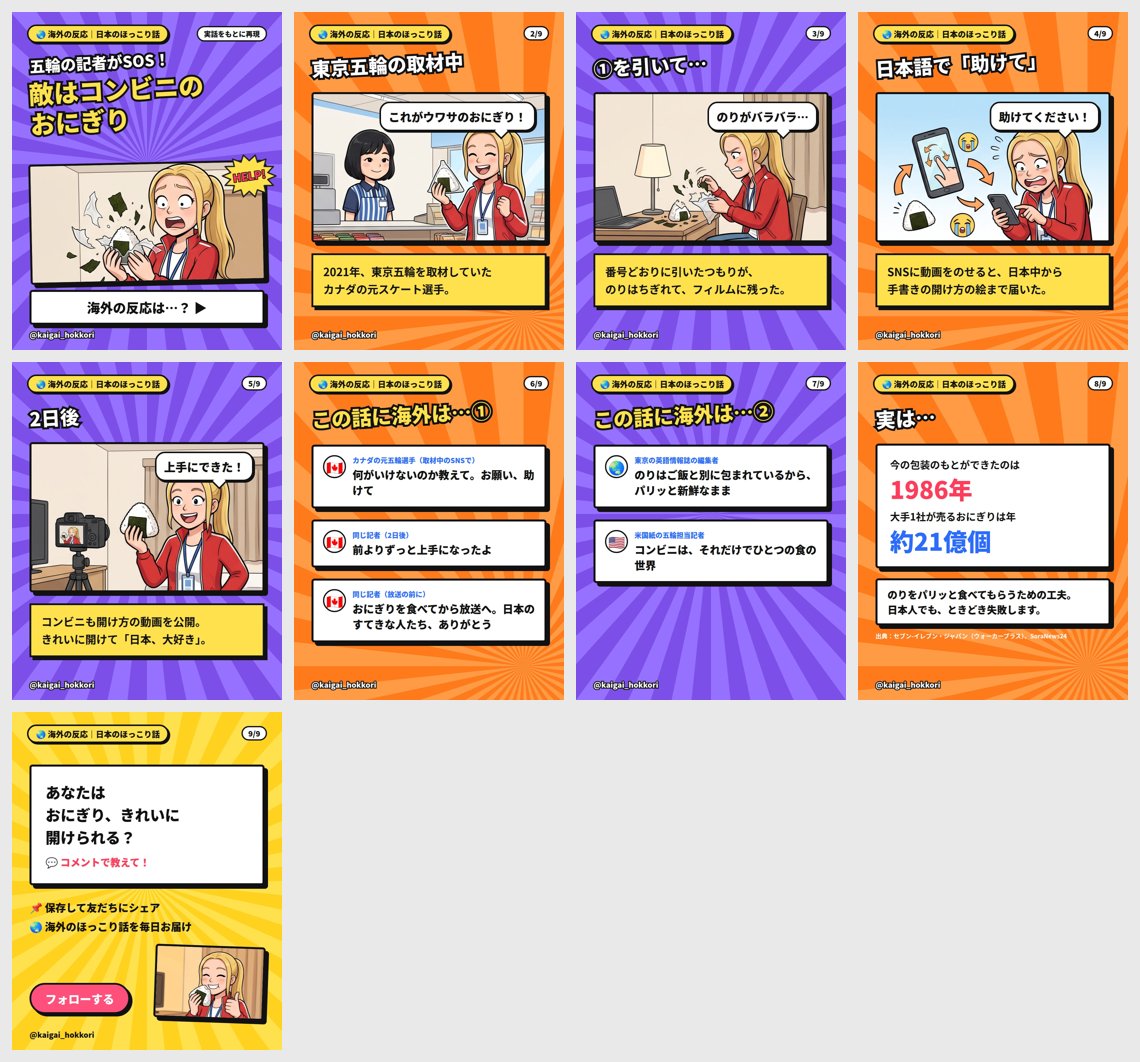 🌏 海外の反応｜日本のほっこり話
実話をもとに再現
五輪の記者がSOS！
敵はコンビニの
おにぎり
HELP!
海外の反応は…？ ▶
@kaigai_hokkori
🌏 海外の反応｜日本のほっこり話
2/9
東京五輪の取材中
これがウワサのおにぎり！
2021年、東京五輪を取材していた
カナダの元スケート選手。
@kaigai_hokkori
🌏 海外の反応｜日本のほっこり話
3/9
①を引いて…
のりがバラバラ…
番号どおりに引いたつもりが、
のりはちぎれて、フィルムに残った。
@kaigai_hokkori
🌏 海外の反応｜日本のほっこり話
4/9
日本語で「助けて」
助けてください！
SNSに動画をのせると、日本中から
手書きの開け方の絵まで届いた。
@kaigai_hokkori
🌏 海外の反応｜日本のほっこり話
5/9
2日後
上手にできた！
コンビニも開け方の動画を公開。
きれいに開けて「日本、大好き」。
@kaigai_hokkori
🌏 海外の反応｜日本のほっこり話
6/9
この話に海外は…①
カナダの元五輪選手（取材中のSNSで）
何がいけないのか教えて。お願い、助
けて
同じ記者（2日後）
前よりずっと上手になったよ
同じ記者（放送の前に）
おにぎりを食べてから放送へ。日本の
すてきな人たち、ありがとう
@kaigai_hokkori
🌏 海外の反応｜日本のほっこり話
7/9
この話に海外は…②
東京の英語情報誌の編集者
のりはご飯と別に包まれているから、
パリッと新鮮なまま
米国紙の五輪担当記者
コンビニは、それだけでひとつの食の
世界
@kaigai_hokkori
🌏 海外の反応｜日本のほっこり話
8/9
実は…
今の包装のもとができたのは
1986年
大手1社が売るおにぎりは年
約21億個
のりをパリッと食べてもらうための工夫。
日本人でも、ときどき失敗します。
出典：セブン‐イレブン・ジャパン（ウォーカープラス）、SoraNews24
@kaigai_hokkori
🌏 海外の反応｜日本のほっこり話
9/9
あなたは
おにぎり、きれいに
開けられる？
💬 コメントで教えて！
📌 保存して友だちにシェア
🌏 海外のほっこり話を毎日お届け
フォローする
@kaigai_hokkori